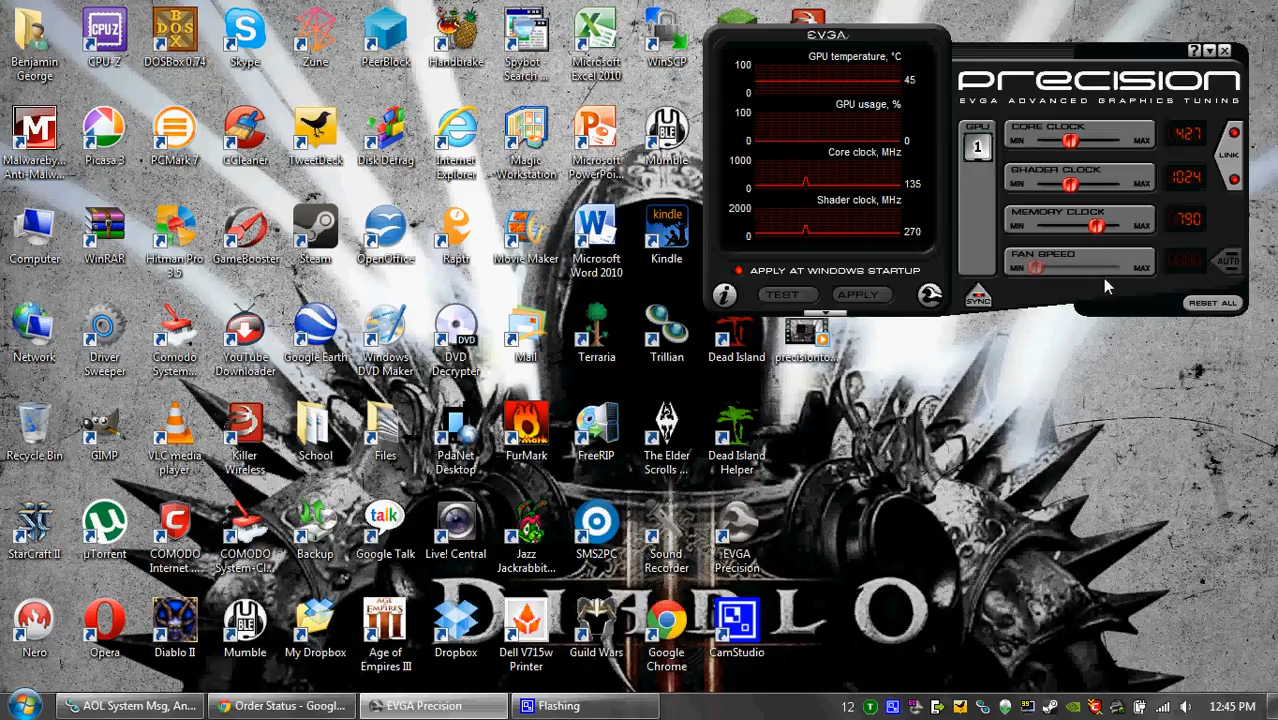 Benjamin George
CPU-Z
DOSBox 0.74
Skype
Zune
PeerBlock
Handbrake
Spybot - Search ...
Microsoft Excel 2010
WinSCP
Malwareby... Anti-Malw...
Picasa 3
PCMark 7
CCleaner
TweetDeck
Disk Defrag
Internet Explorer
Magic Workstation
Microsoft PowerPoi...
Mumble
Computer
WinRAR
Hitman Pro 3.5
GameBooster
Steam
OpenOffice
Raptr
Movie Maker
Microsoft Word 2010
Kindle
Network
Driver Sweeper
Comodo System...
YouTube Downloader
Google Earth
Windows DVD Maker
DVD Decrypter
Mail
Terraria
Trillian
Dead Island
precisionto...
Recycle Bin
GIMP
VLC media player
Killer Wireless
School
Files
PdaNet Desktop
FurMark
FreeRIP
The Elder Scrolls ...
Dead Island Helper
StarCraft II
µTorrent
COMODO Internet ...
COMODO System-Cl...
Backup
Google Talk
Live! Central
Jazz Jackrabbit...
SMS2PC
Sound Recorder
EVGA Precision
Nero
Opera
Diablo II
Mumble
My Dropbox
Age of Empires III
Dropbox
Dell V715w Printer
Guild Wars
Google Chrome
CamStudio
DIABLO
EVGA
GPU temperature, °C
100
45
0
GPU usage, %
100
0
0
Core clock, MHz
1000
135
0
Shader clock, MHz
2000
270
0
APPLY AT WINDOWS STARTUP
TEST
APPLY
PRECISION
EVGA ADVANCED GRAPHICS TUNING
GPU
1
CORE CLOCK
MIN MAX
427
SHADER CLOCK
MIN MAX
1024
LINK
MEMORY CLOCK
MIN MAX
790
FAN SPEED
MIN MAX
AUTO
SYNC
RESET ALL
AOL System Msg, An...
Order Status - Googl...
EVGA Precision
Flashing
12
12:45 PM